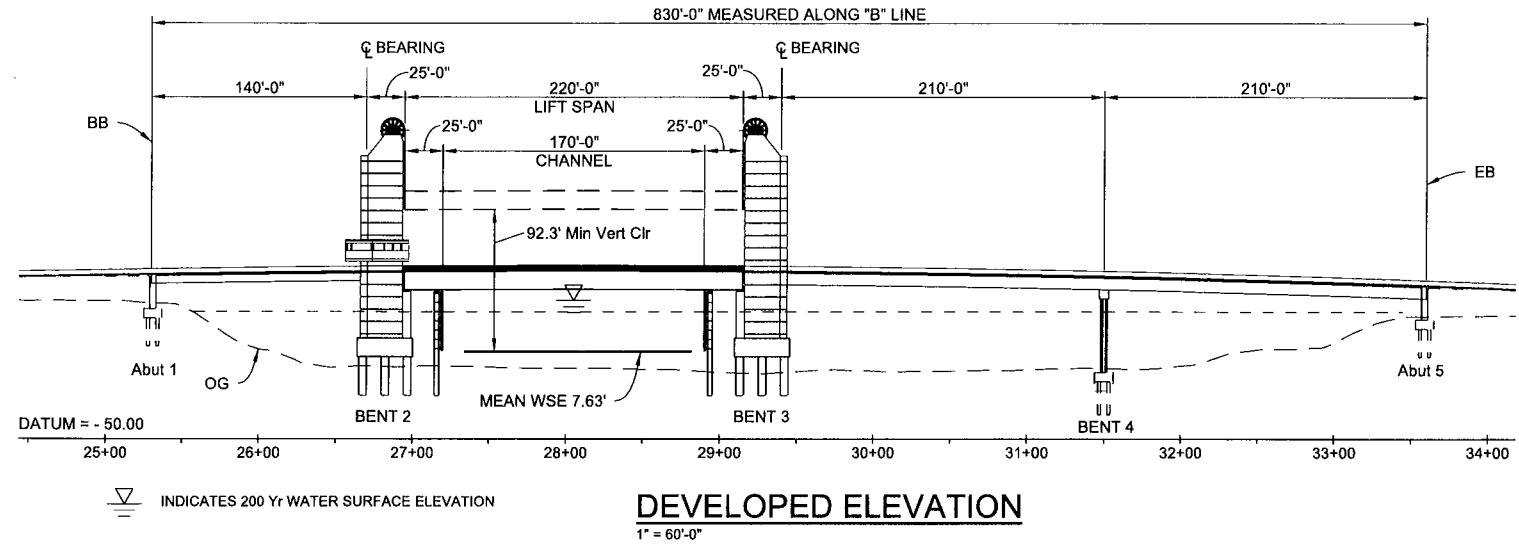 830'-0" MEASURED ALONG "B" LINE
℄ BEARING
℄ BEARING
140'-0"
25'-0"
220'-0"
LIFT SPAN
25'-0"
210'-0"
210'-0"
BB
25'-0"
170'-0"
CHANNEL
25'-0"
EB
92.3' Min Vert Clr
Abut 1
OG
MEAN WSE 7.63'
Abut 5
BENT 2
BENT 3
BENT 4
DATUM = - 50.00
25+00 26+00 27+00 28+00 29+00 30+00 31+00 32+00 33+00 34+00
INDICATES 200 Yr WATER SURFACE ELEVATION
DEVELOPED ELEVATION
1" = 60'-0"